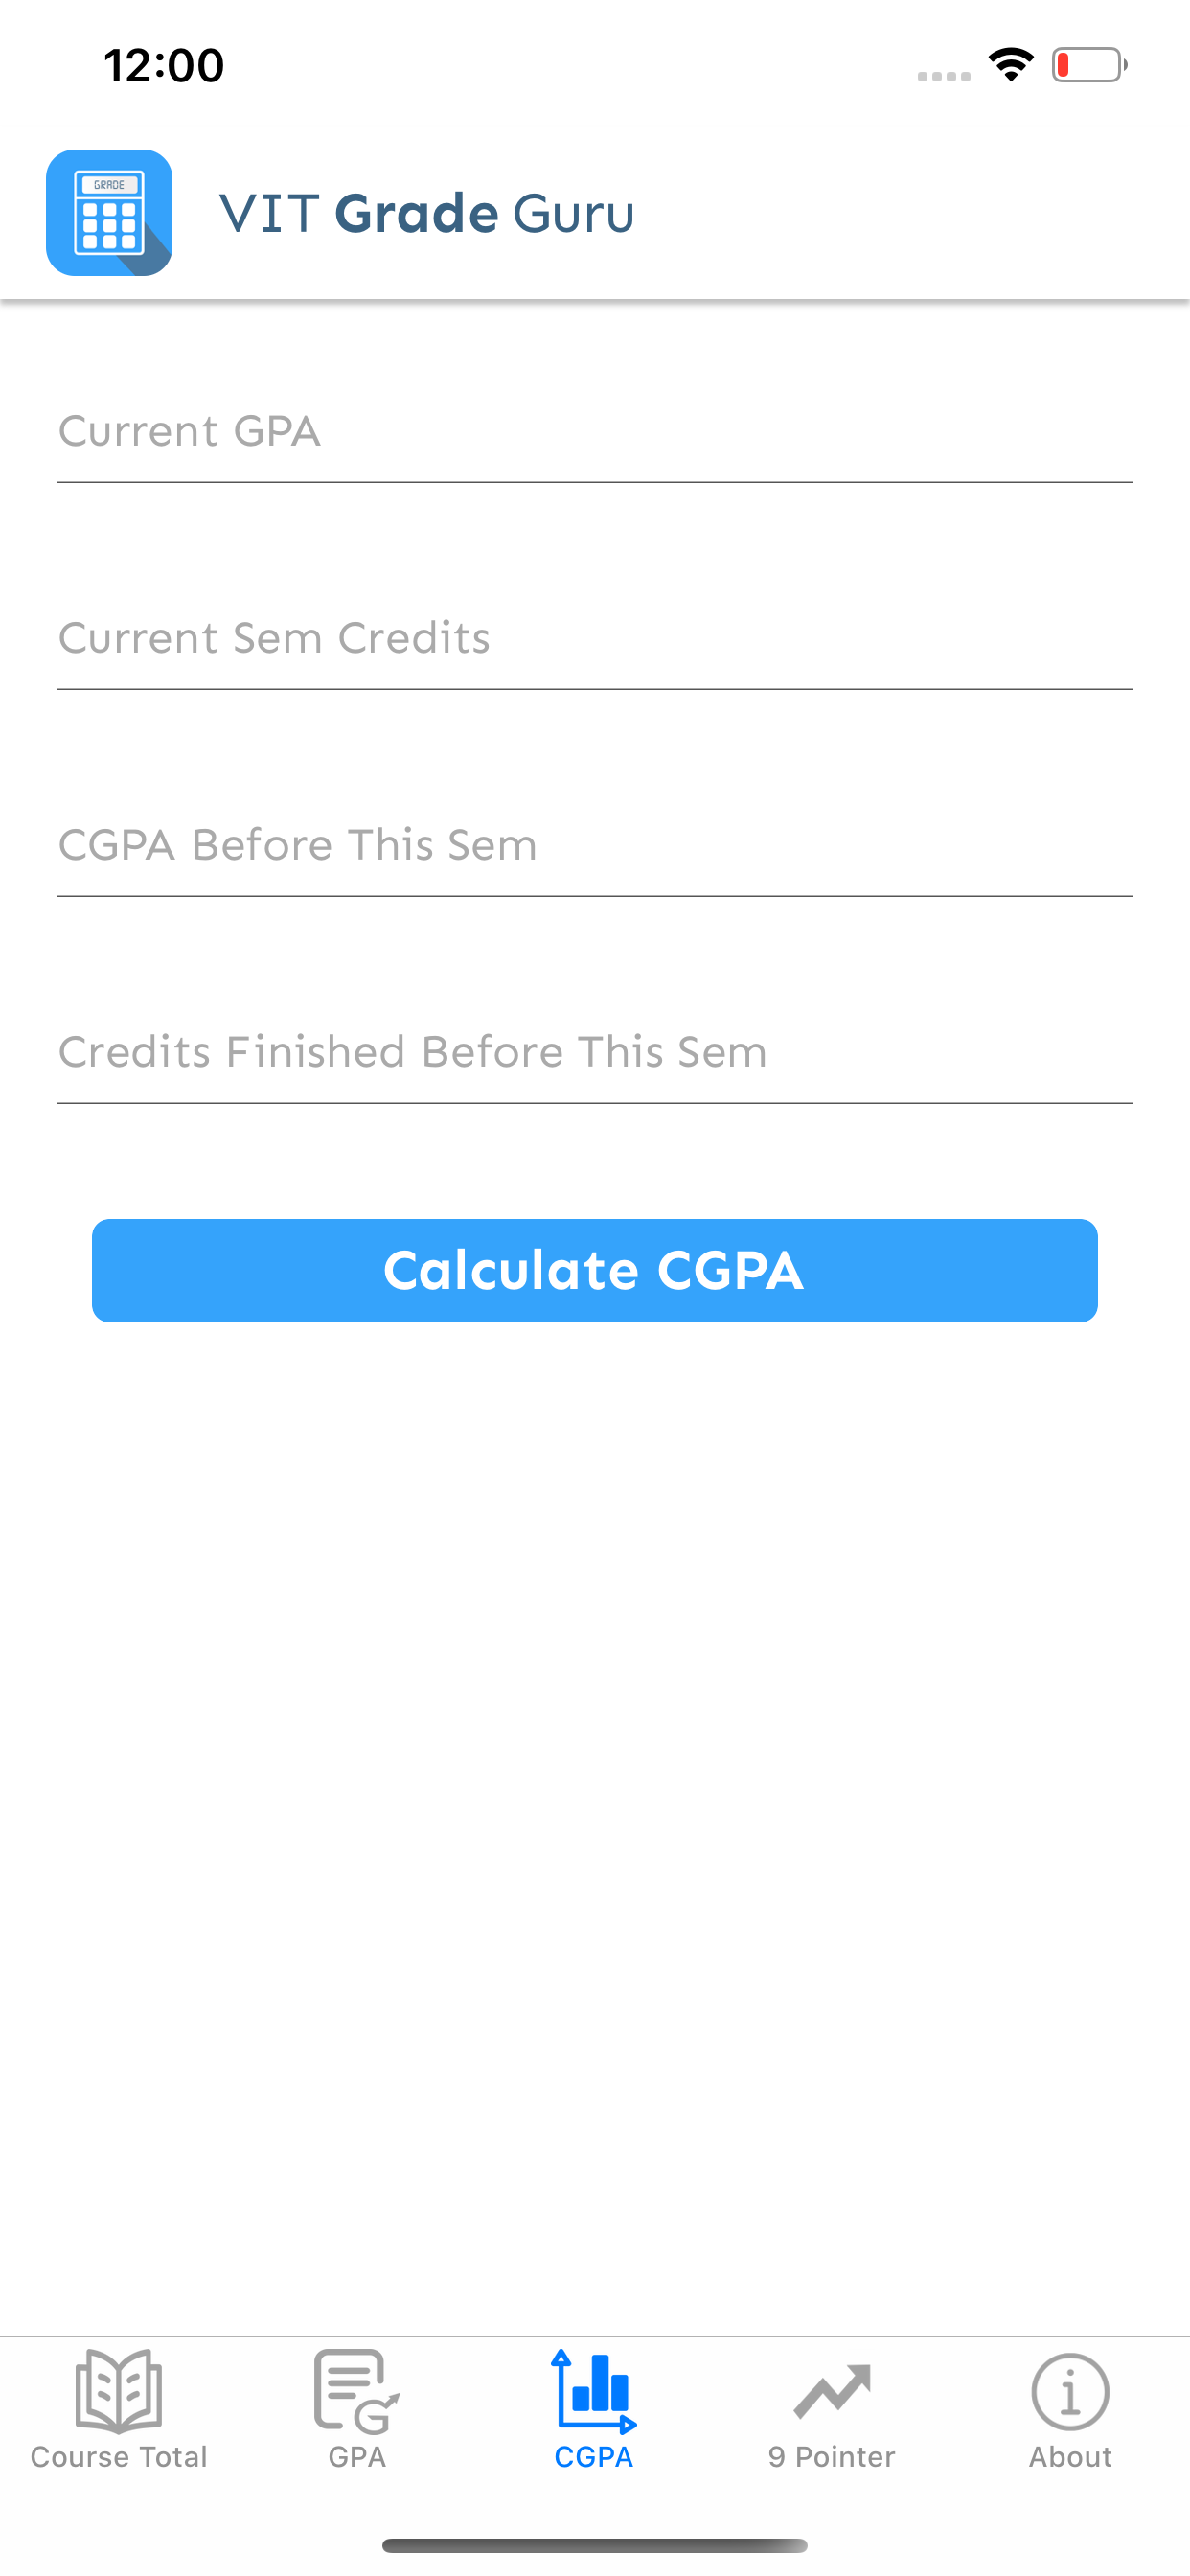 12:00
GRADE
VIT Grade Guru
Current GPA
Current Sem Credits
CGPA Before This Sem
Credits Finished Before This Sem
Calculate CGPA
Course Total
GPA
CGPA
9 Pointer
About